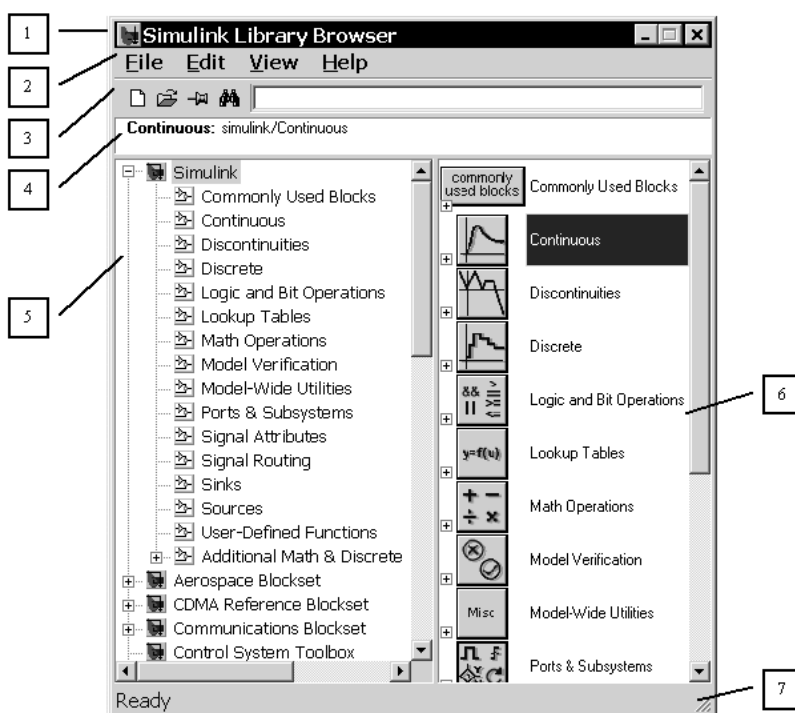 1
Simulink Library Browser
2
File Edit View Help
3
4
Continuous: simulink/Continuous
5
Simulink
Commonly Used Blocks
Continuous
Discontinuities
Discrete
Logic and Bit Operations
Lookup Tables
Math Operations
Model Verification
Model-Wide Utilities
Ports & Subsystems
Signal Attributes
Signal Routing
Sinks
Sources
User-Defined Functions
Additional Math & Discrete
Aerospace Blockset
CDMA Reference Blockset
Communications Blockset
Control System Toolbox
commonly
used blocks
Commonly Used Blocks
Continuous
Discontinuities
Discrete
&& > || >= <=
Logic and Bit Operations
6
y=f(u)
Lookup Tables
+ − ÷ ×
Math Operations
Model Verification
Misc
Model-Wide Utilities
Ports & Subsystems
Ready
7